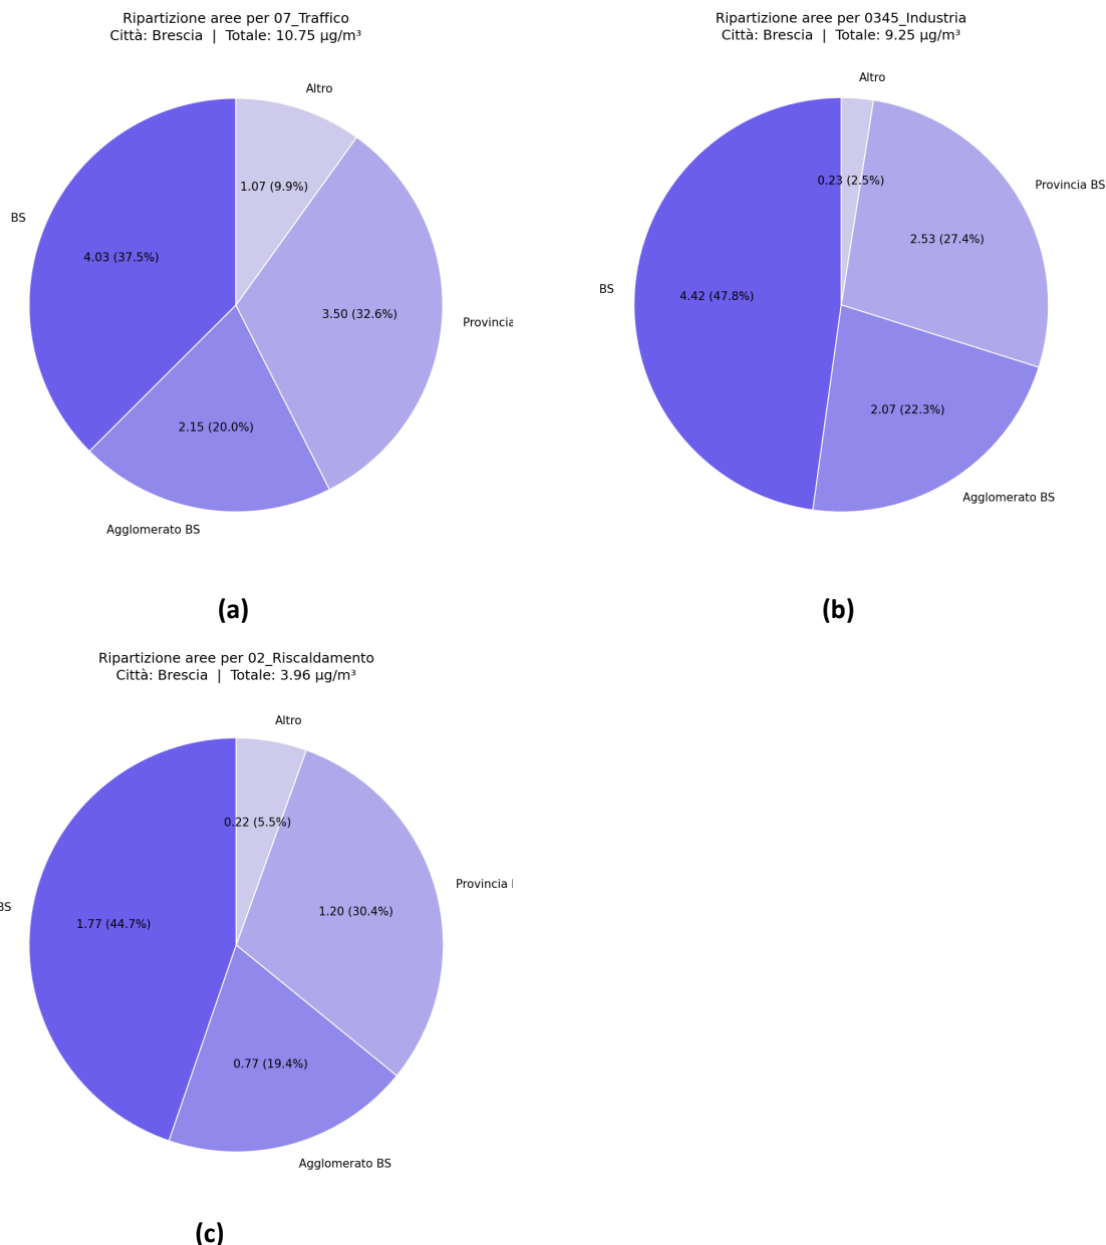 Ripartizione aree per 07_Traffico
Città: Brescia | Totale: 10.75 µg/m³
Altro
1.07 (9.9%)
BS
4.03 (37.5%)
3.50 (32.6%)
Provincia
2.15 (20.0%)
Agglomerato BS
(a)
Ripartizione aree per 0345_Industria
Città: Brescia | Totale: 9.25 µg/m³
Altro
0.23 (2.5%)
Provincia BS
2.53 (27.4%)
BS
4.42 (47.8%)
2.07 (22.3%)
Agglomerato BS
(b)
Ripartizione aree per 02_Riscaldamento
Città: Brescia | Totale: 3.96 µg/m³
Altro
0.22 (5.5%)
Provincia
1.20 (30.4%)
BS
1.77 (44.7%)
0.77 (19.4%)
Agglomerato BS
(c)